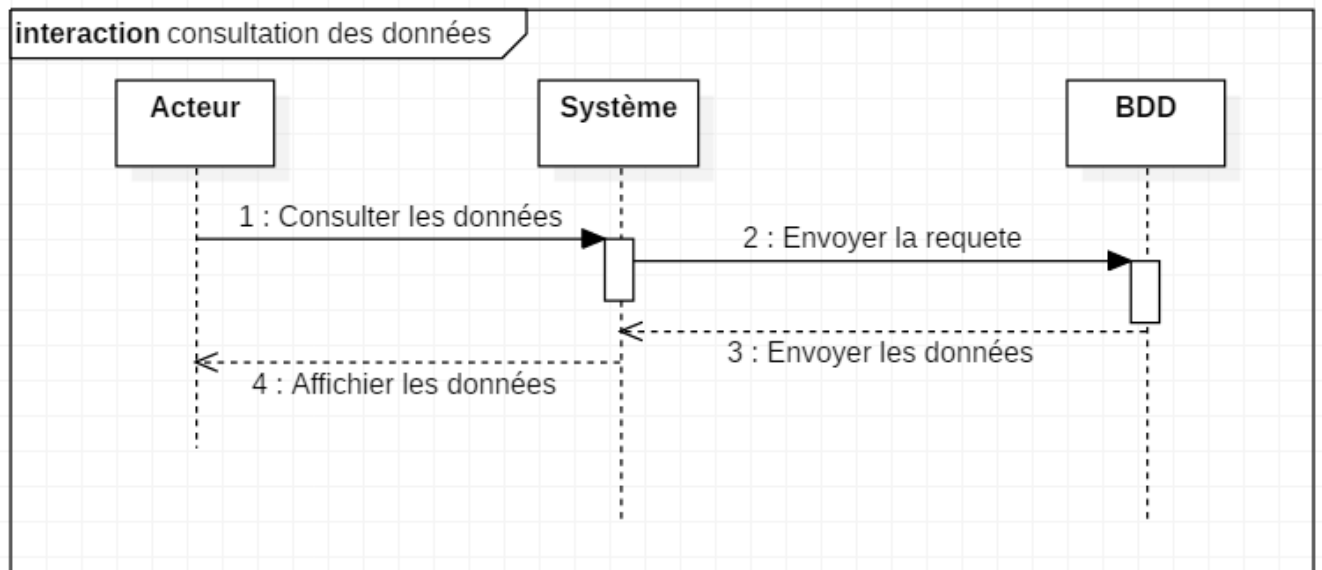 interaction consultation des données
Acteur
Système
BDD
1 : Consulter les données
2 : Envoyer la requete
3 : Envoyer les données
4 : Affichier les données